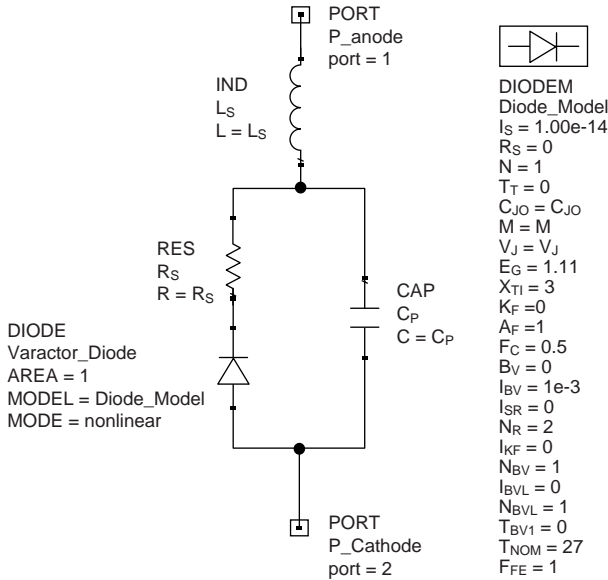 PORT
P_anode
port = 1
IND
LS
L = LS
RES
RS
R = RS
CAP
CP
C = CP
DIODE
Varactor_Diode
AREA = 1
MODEL = Diode_Model
MODE = nonlinear
PORT
P_Cathode
port = 2
DIODEM
Diode_Model
IS = 1.00e-14
RS = 0
N = 1
TT = 0
CJO = CJO
M = M
VJ = VJ
EG = 1.11
XTI = 3
KF =0
AF =1
FC = 0.5
BV = 0
IBV = 1e-3
ISR = 0
NR = 2
IKF = 0
NBV = 1
IBVL = 0
NBVL = 1
TBV1 = 0
TNOM = 27
FFE = 1